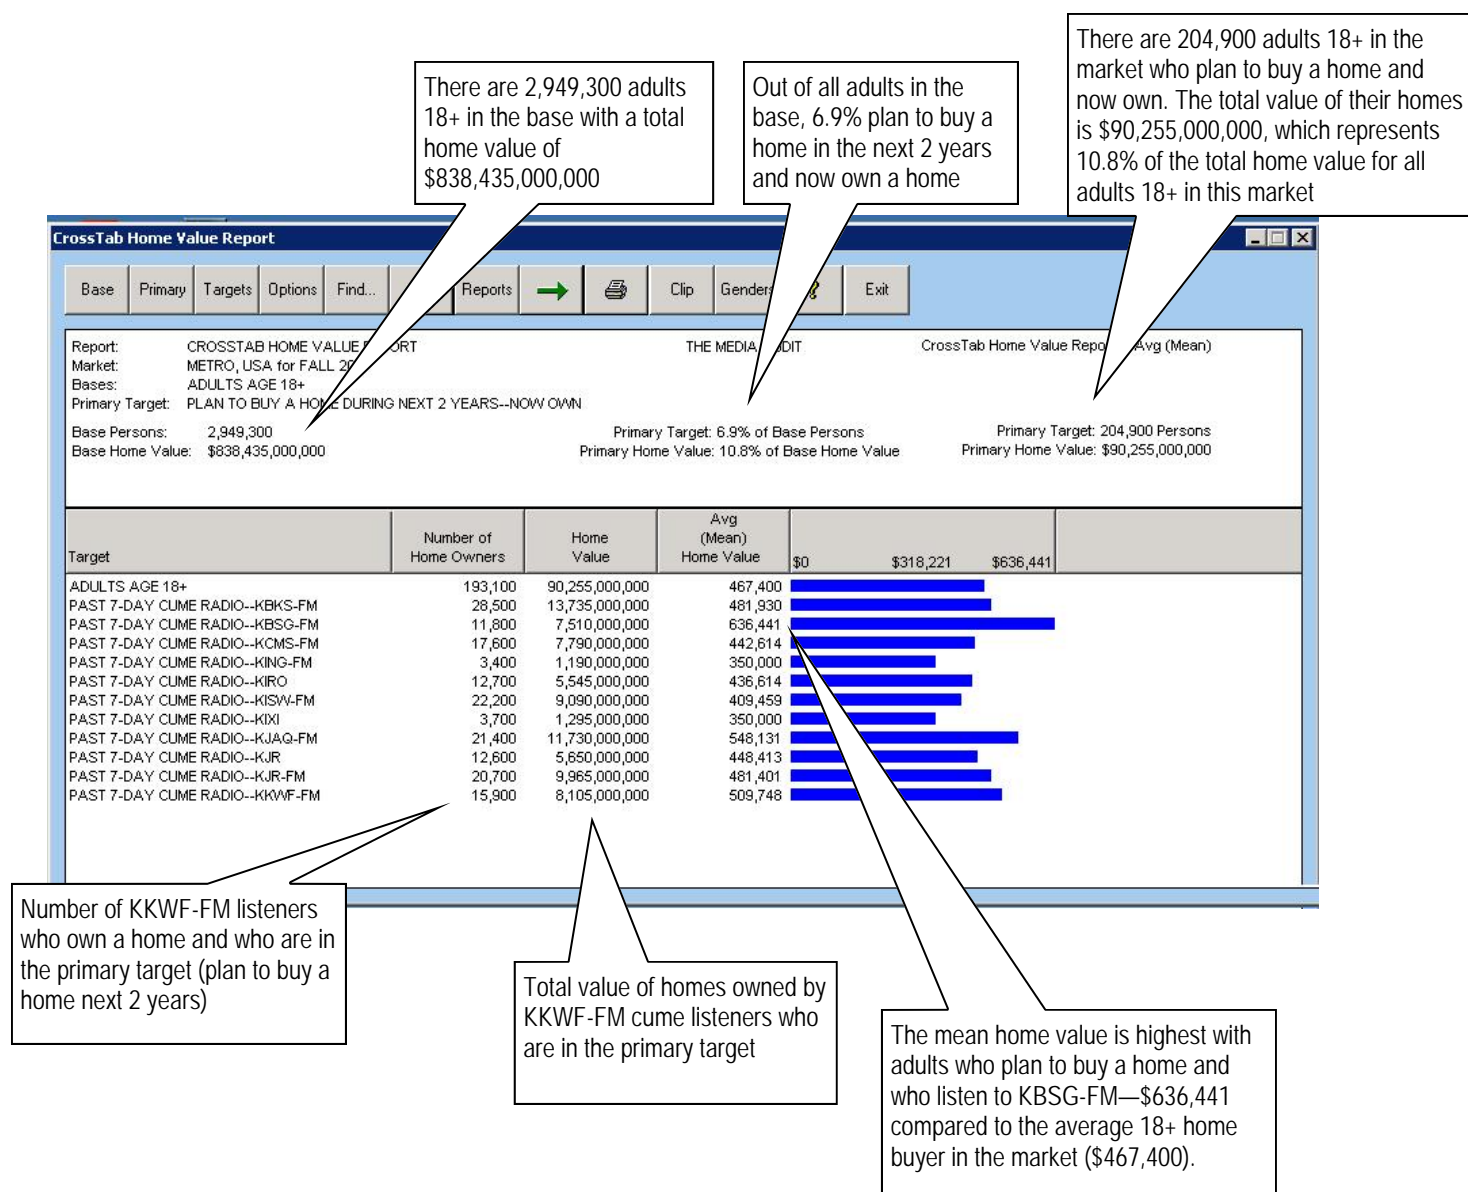 There are 204,900 adults 18+ in the
market who plan to buy a home and
now own. The total value of their homes
is $90,255,000,000, which represents
10.8% of the total home value for all
adults 18+ in this market
There are 2,949,300 adults
18+ in the base with a total
home value of
$838,435,000,000
Out of all adults in the
base, 6.9% plan to buy a
home in the next 2 years
and now own a home
CrossTab Home Value Report
Base Primary Targets Options Find... Reports Clip Genders Exit
Report: CROSSTAB HOME VALUE THE MEDIA CrossTab Home Value Avg (Mean)
Market: METRO, USA for FALL
Bases: ADULTS AGE 18+
Primary Target: PLAN TO BUY A HOME DURING NEXT 2 YEARS--NOW OWN
Base Persons: 2,949,300 Primary Target: 6.9% of Base Persons Primary Target: 204,900 Persons
Base Home Value: $838,435,000,000 Primary Home Value: 10.8% of Base Home Value Primary Home Value: $90,255,000,000
Target Number of Home Owners Home Value Avg (Mean) Home Value $0 $318,221 $636,441
ADULTS AGE 18+ 193,100 90,255,000,000 467,400
PAST 7-DAY CUME RADIO--KBKS-FM 28,500 13,735,000,000 481,930
PAST 7-DAY CUME RADIO--KBSG-FM 11,800 7,510,000,000 636,441
PAST 7-DAY CUME RADIO--KCMS-FM 17,600 7,790,000,000 442,614
PAST 7-DAY CUME RADIO--KING-FM 3,400 1,190,000,000 350,000
PAST 7-DAY CUME RADIO--KIRO 12,700 5,545,000,000 436,614
PAST 7-DAY CUME RADIO--KISW-FM 22,200 9,090,000,000 409,459
PAST 7-DAY CUME RADIO--KIXI 3,700 1,295,000,000 350,000
PAST 7-DAY CUME RADIO--KJAQ-FM 21,400 11,730,000,000 548,131
PAST 7-DAY CUME RADIO--KJR 12,600 5,650,000,000 448,413
PAST 7-DAY CUME RADIO--KJR-FM 20,700 9,965,000,000 481,401
PAST 7-DAY CUME RADIO--KKWF-FM 15,900 8,105,000,000 509,748
Number of KKWF-FM listeners
who own a home and who are in
the primary target (plan to buy a
home next 2 years)
Total value of homes owned by
KKWF-FM cume listeners who
are in the primary target
The mean home value is highest with
adults who plan to buy a home and
who listen to KBSG-FM—$636,441
compared to the average 18+ home
buyer in the market ($467,400).